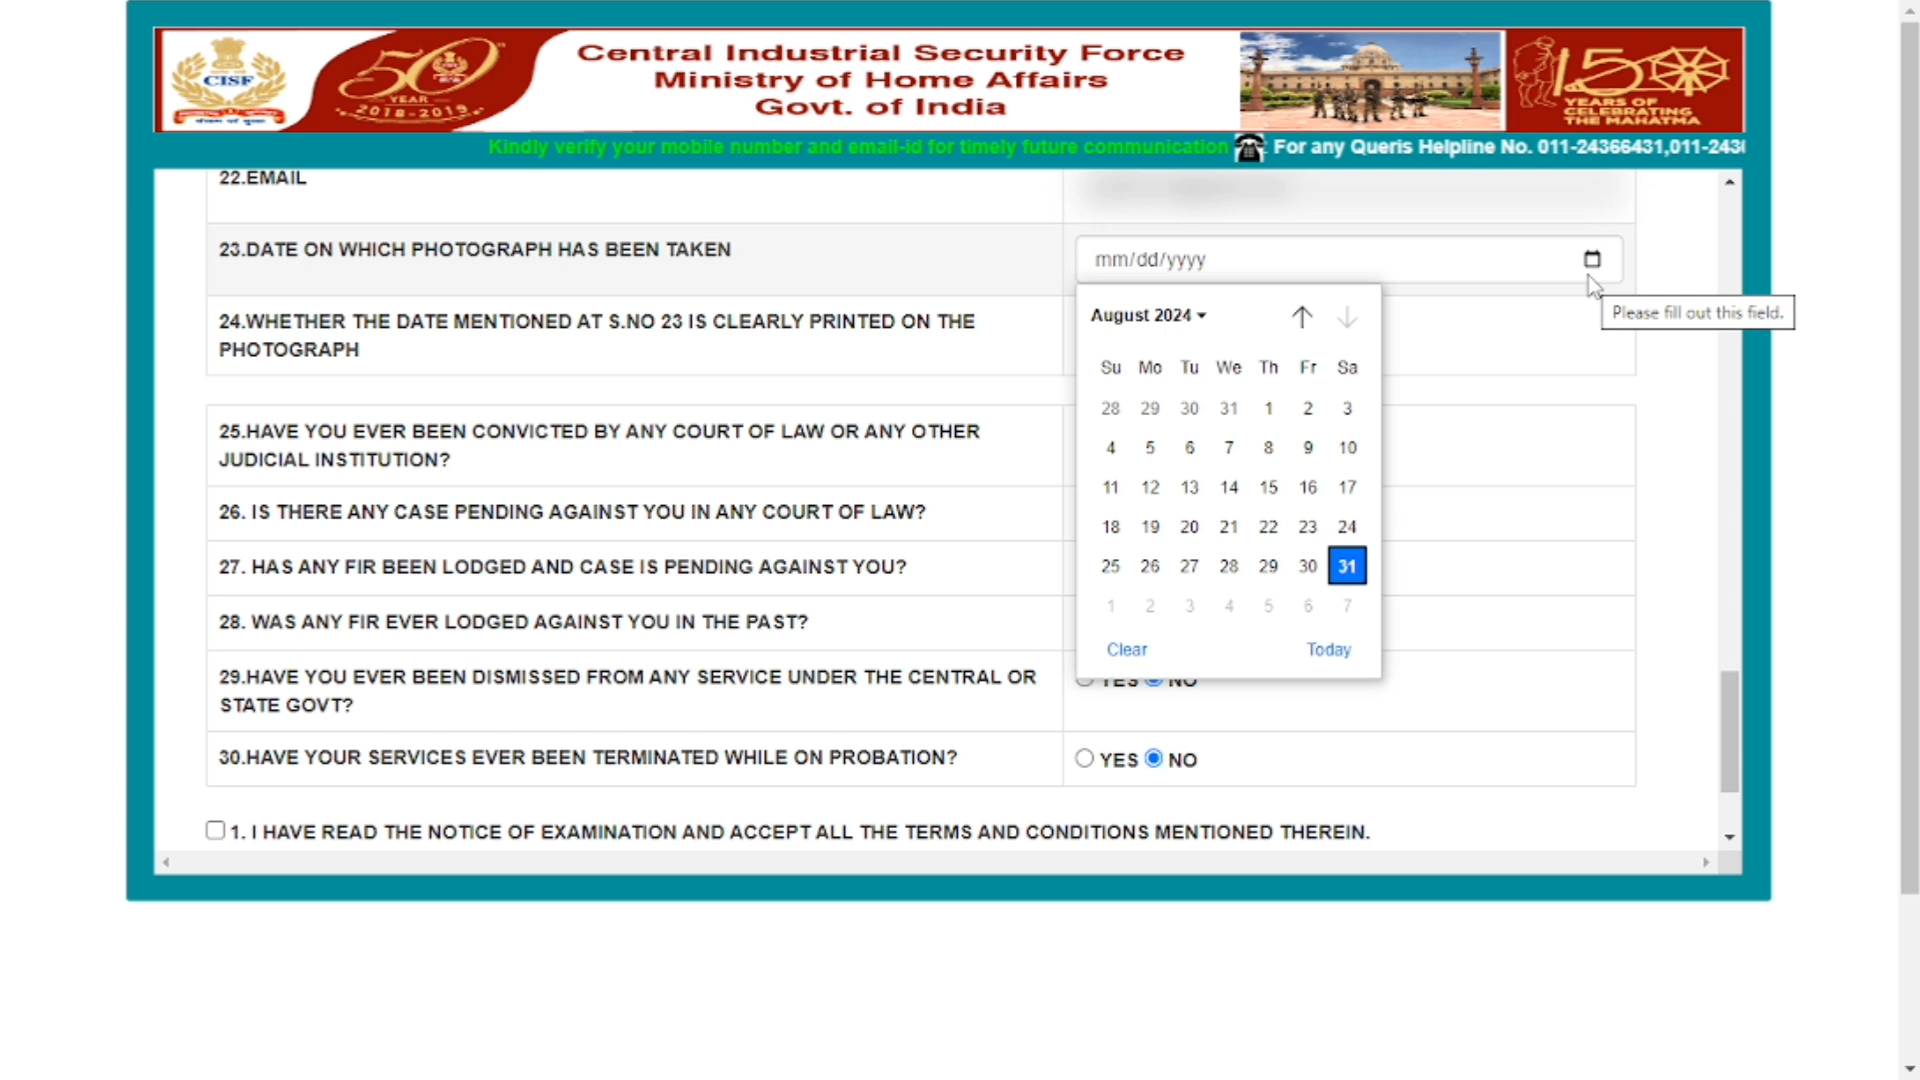 CISF
50
YEAR
2018-2019
Central Industrial Security Force
Ministry of Home Affairs
Govt. of India
150
YEARS OF
CELEBRATING
THE MAHATMA
Kindly verify your mobile number and email-id for timely future communication For any Queris Helpline No. 011-24366431,011-243
22.EMAIL
23.DATE ON WHICH PHOTOGRAPH HAS BEEN TAKEN
mm/dd/yyyy
Please fill out this field.
24.WHETHER THE DATE MENTIONED AT S.NO 23 IS CLEARLY PRINTED ON THE
PHOTOGRAPH
August 2024
Su Mo Tu We Th Fr Sa
28 29 30 31 1 2 3
4 5 6 7 8 9 10
11 12 13 14 15 16 17
18 19 20 21 22 23 24
25 26 27 28 29 30 31
1 2 3 4 5 6 7
Clear Today
25.HAVE YOU EVER BEEN CONVICTED BY ANY COURT OF LAW OR ANY OTHER
JUDICIAL INSTITUTION?
26. IS THERE ANY CASE PENDING AGAINST YOU IN ANY COURT OF LAW?
27. HAS ANY FIR BEEN LODGED AND CASE IS PENDING AGAINST YOU?
28. WAS ANY FIR EVER LODGED AGAINST YOU IN THE PAST?
29.HAVE YOU EVER BEEN DISMISSED FROM ANY SERVICE UNDER THE CENTRAL OR
STATE GOVT?
YES NO
30.HAVE YOUR SERVICES EVER BEEN TERMINATED WHILE ON PROBATION?
YES NO
1. I HAVE READ THE NOTICE OF EXAMINATION AND ACCEPT ALL THE TERMS AND CONDITIONS MENTIONED THEREIN.